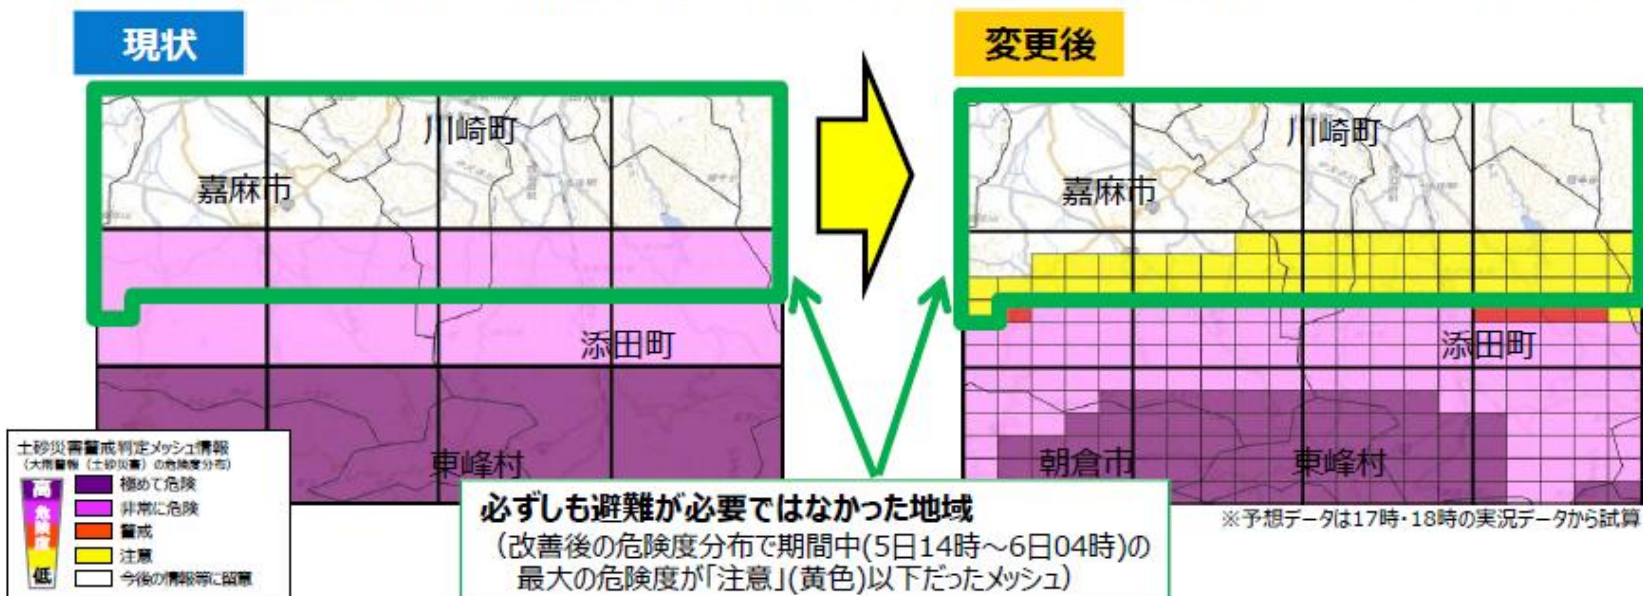 現状
変更後
川崎町
嘉麻市
添田町
東峰村
川崎町
嘉麻市
添田町
朝倉市
東峰村
土砂災害警戒判定メッシュ情報
(大雨警報(土砂災害)の危険度分布)
高
危険度
低
極めて危険
非常に危険
警戒
注意
今後の情報等に留意
必ずしも避難が必要ではなかった地域
(改善後の危険度分布で期間中(5日14時~6日04時)の
最大の危険度が「注意」(黄色)以下だったメッシュ)
※予想データは17時・18時の実況データから試算